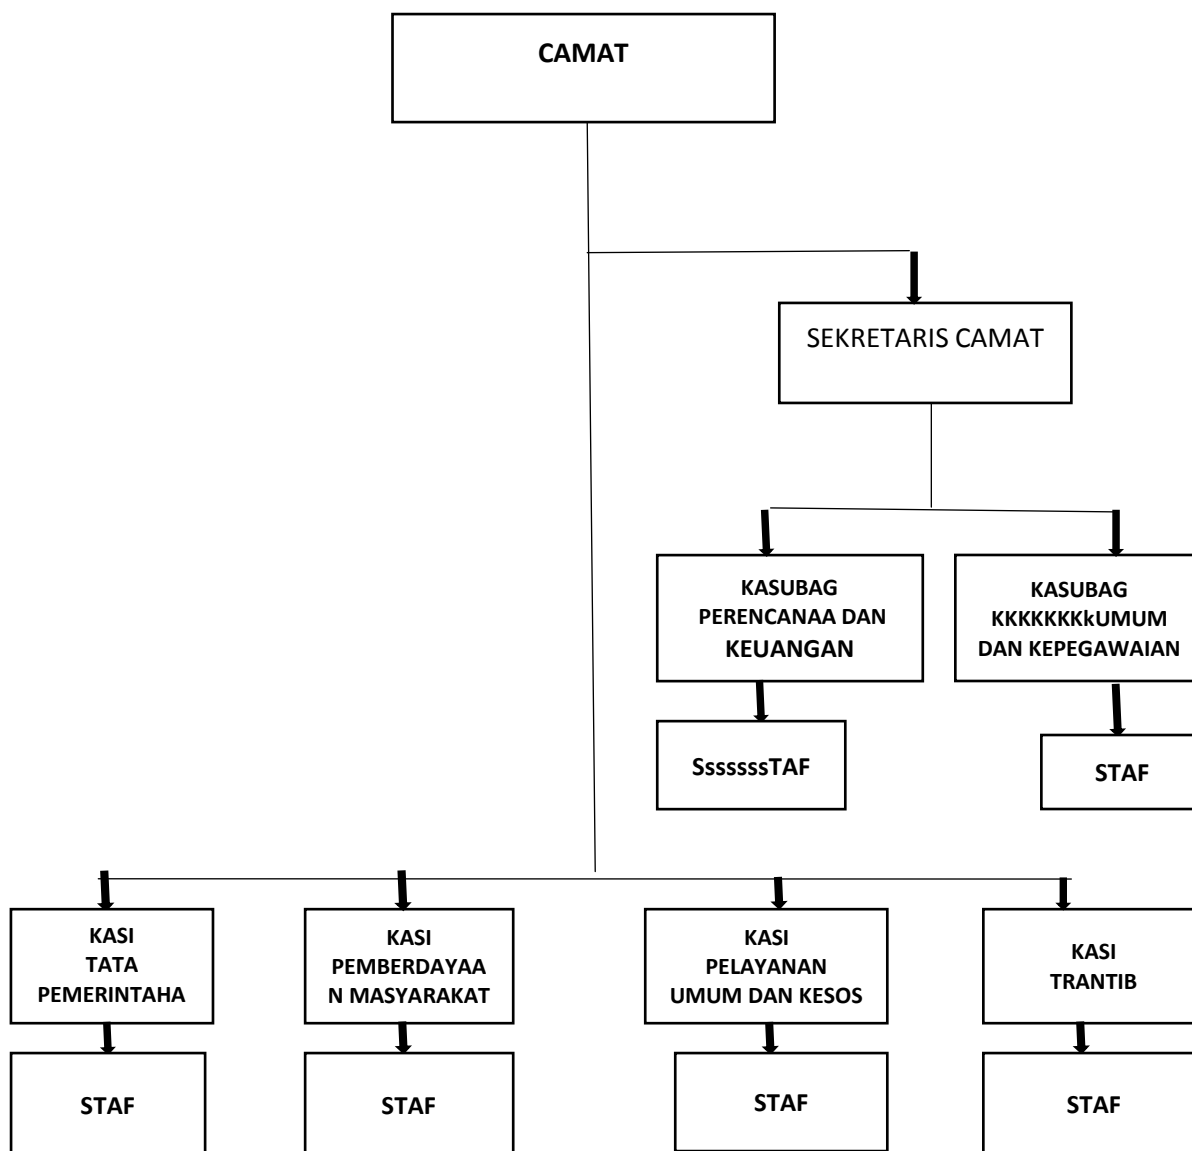 CAMAT
SEKRETARIS CAMAT
KASUBAG
PERENCANAA DAN
KEUANGAN
KASUBAG
KKKKKKKkUMUM
DAN KEPEGAWAIAN
SsssssssTAF
STAF
KASI
TATA
PEMERINTAHA
KASI
PEMBERDAYAA
N MASYARAKAT
KASI
PELAYANAN
UMUM DAN KESOS
KASI
TRANTIB
STAF
STAF
STAF
STAF